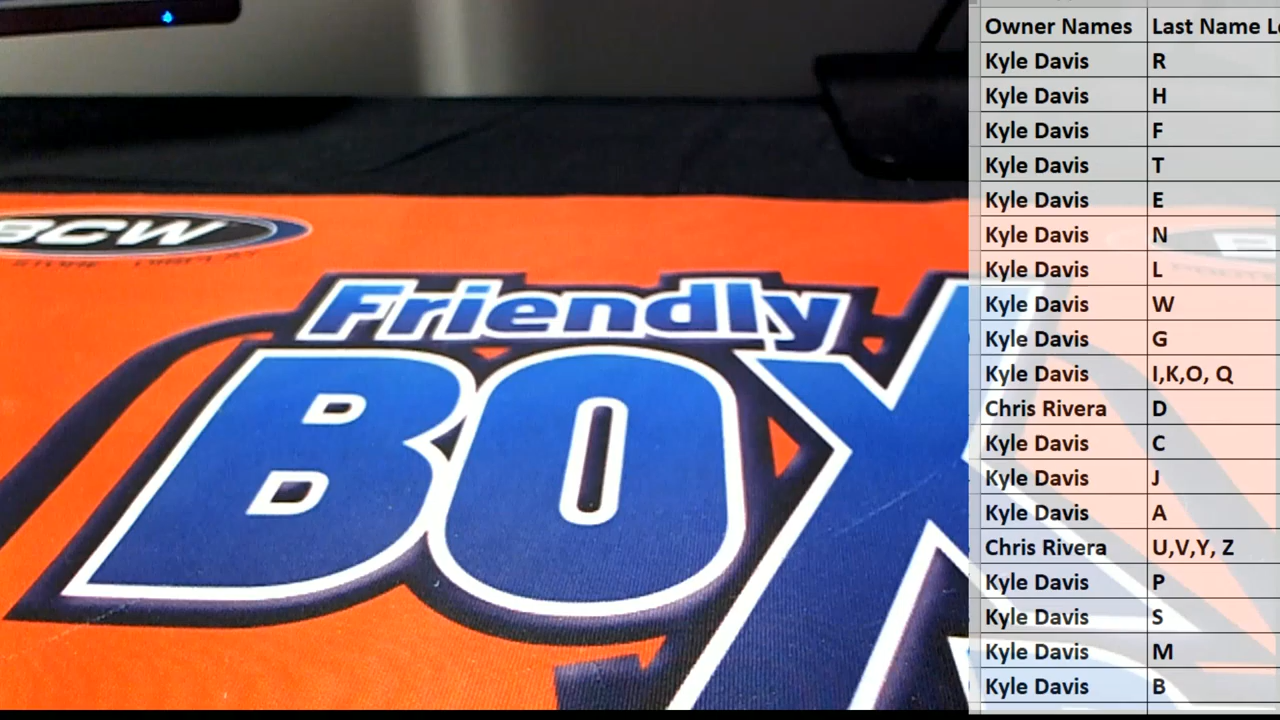 BCW
Friendly
BOX
Owner Names Last Name
Kyle Davis R
Kyle Davis H
Kyle Davis F
Kyle Davis T
Kyle Davis E
Kyle Davis N
Kyle Davis L
Kyle Davis W
Kyle Davis G
Kyle Davis I,K,O, Q
Chris Rivera D
Kyle Davis C
Kyle Davis J
Kyle Davis A
Chris Rivera U,V,Y, Z
Kyle Davis P
Kyle Davis S
Kyle Davis M
Kyle Davis B